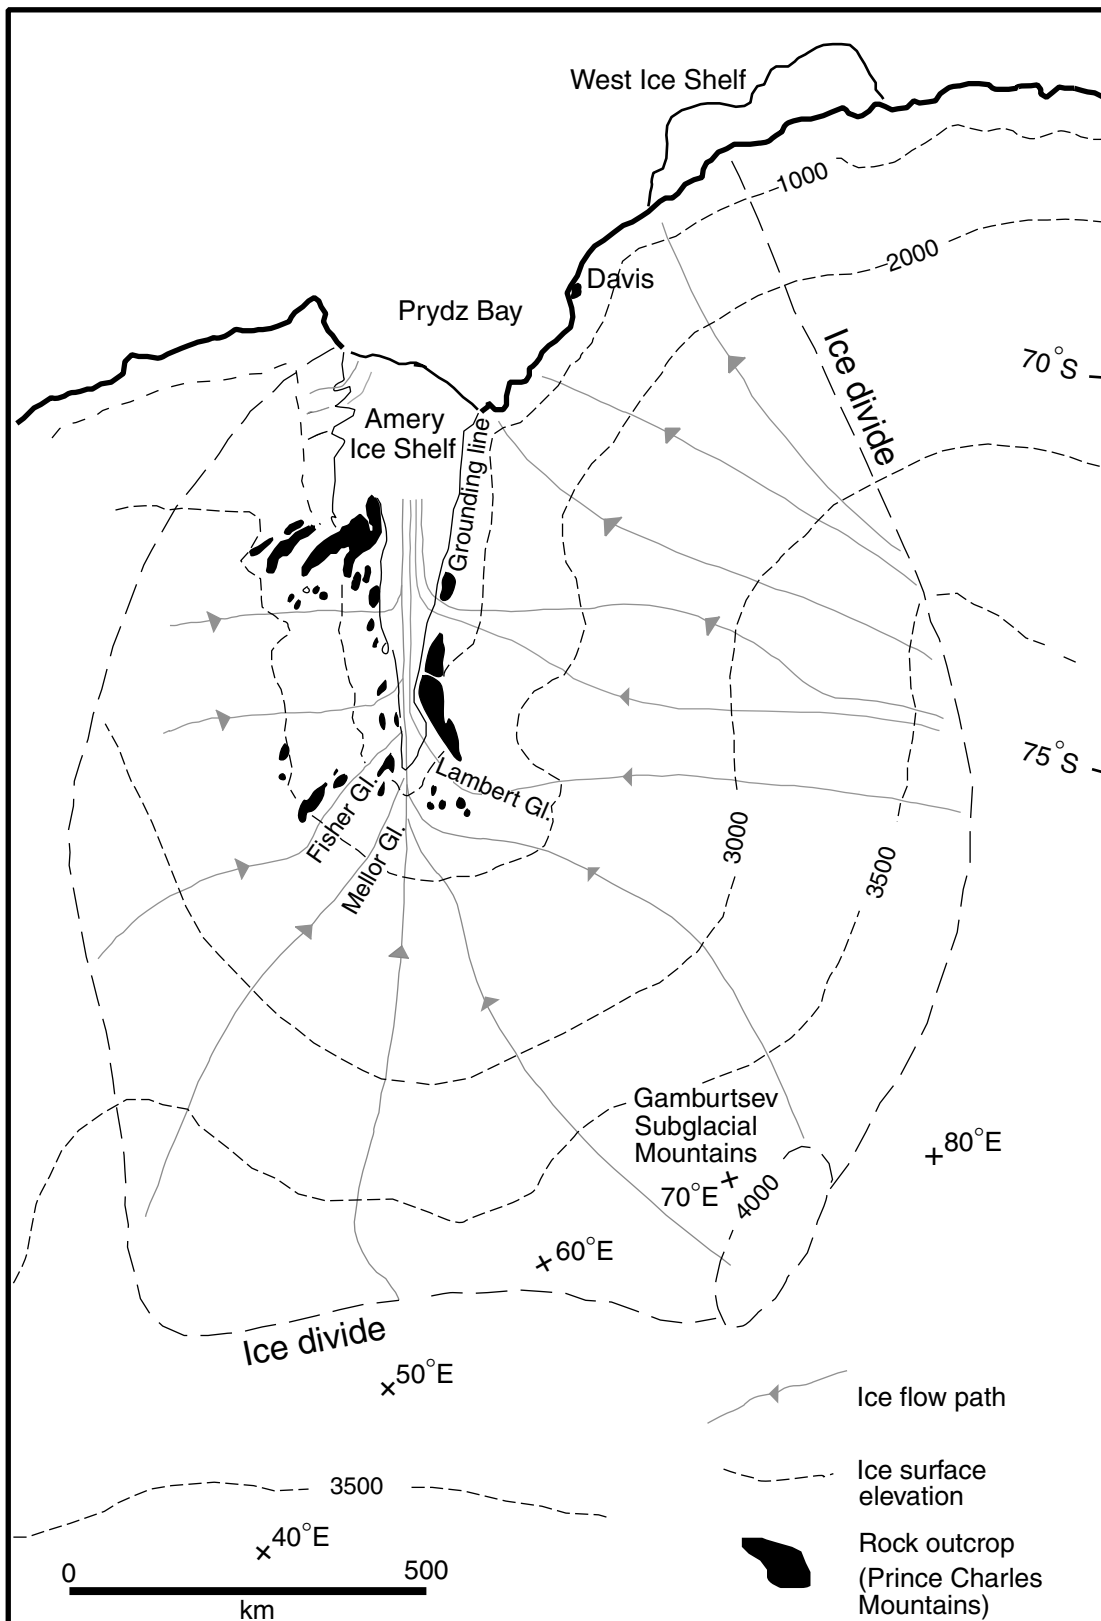 West Ice Shelf
1000
2000
Davis
Prydz Bay
Ice divide
70°S
Amery
Ice Shelf
Grounding line
75°S
Lambert Gl.
Fisher Gl.
Mellor Gl.
3000
3500
Gamburtsev
Subglacial
Mountains
70°E
4000
80°E
60°E
Ice divide
50°E
Ice flow path
3500
Ice surface
elevation
40°E
Rock outcrop
(Prince Charles
Mountains)
0 500
km